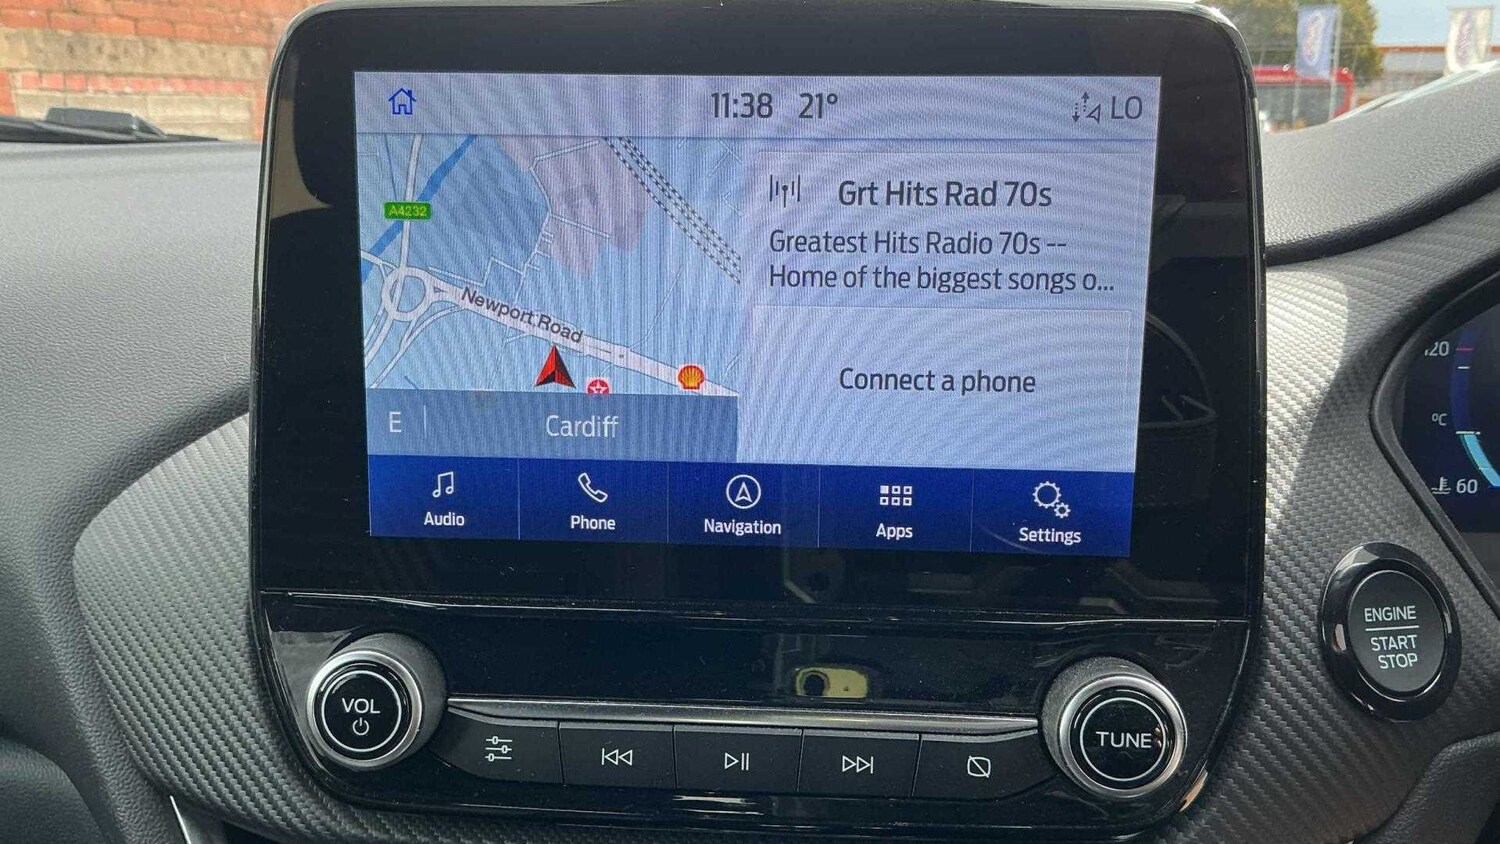 11:38 21° LO
A4232
Newport Road
E Cardiff
Grt Hits Rad 70s
Greatest Hits Radio 70s --
Home of the biggest songs o...
Connect a phone
Audio
Phone
Navigation
Apps
Settings
VOL
TUNE
ENGINE
START
STOP
120
°C
60